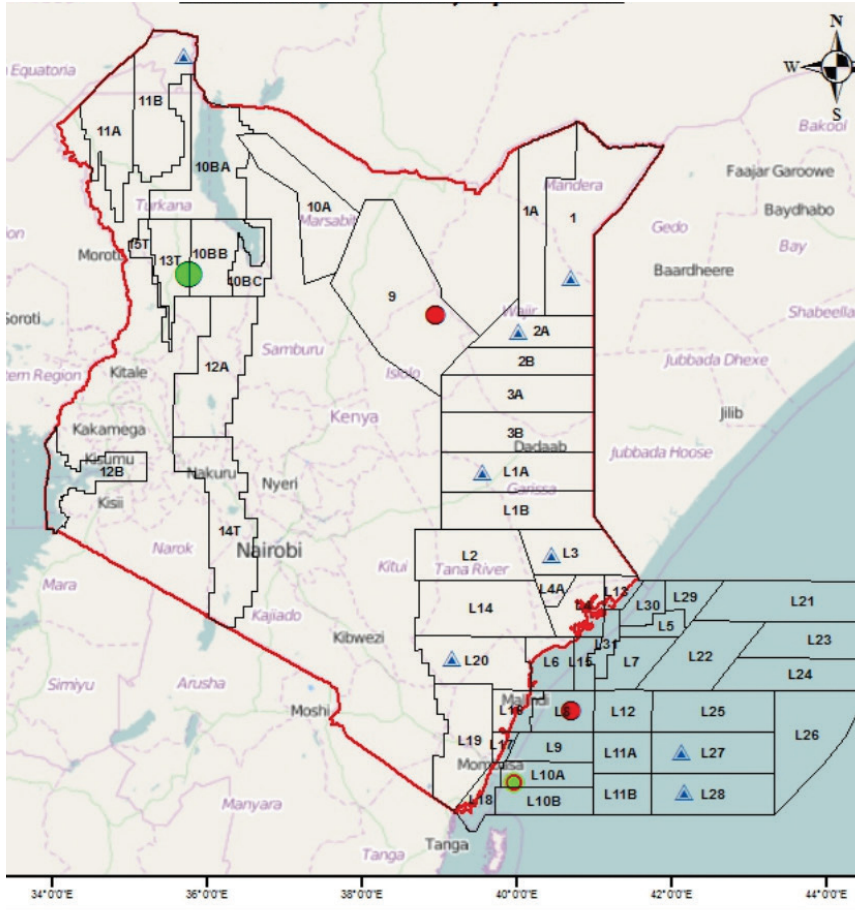 N
W
S
Equatoria
11A
11B
10BA
Turkana
10A
Marsabit
Mandera
1A
1
Bakool
Faajar Garoowe
Gedo
Baydhabo
Bay
Baardheere
Shabeella
Moroto
15T
13T
10BB
10BC
9
Wajir
2A
Soroti
Samburu
Isiolo
2B
Jubbada Dhexe
Kitale
12A
3A
Jilib
tern Region
Kenya
Kakamega
3B
Dadaab
Kisumu
Jubbada Hoose
12B
Nakuru
Nyeri
L1A
Garissa
Kisii
L1B
14T
Narok
Nairobi
L2
L3
Mara
Kitui
Tana River
L4A
L13
L4
L29
L30
L21
Kajiado
L14
L5
Kibwezi
L31
L23
L20
L6
L15
L7
L22
L24
Simiyu
Arusha
Moshi
Malindi
L16
L8
L12
L25
L26
L19
L17
L9
L11A
L27
Mombasa
L10A
Manyara
L18
L10B
L11B
L28
Tanga
Tanga
34°0'0"E
36°0'0"E
38°0'0"E
40°0'0"E
42°0'0"E
44°0'0"E